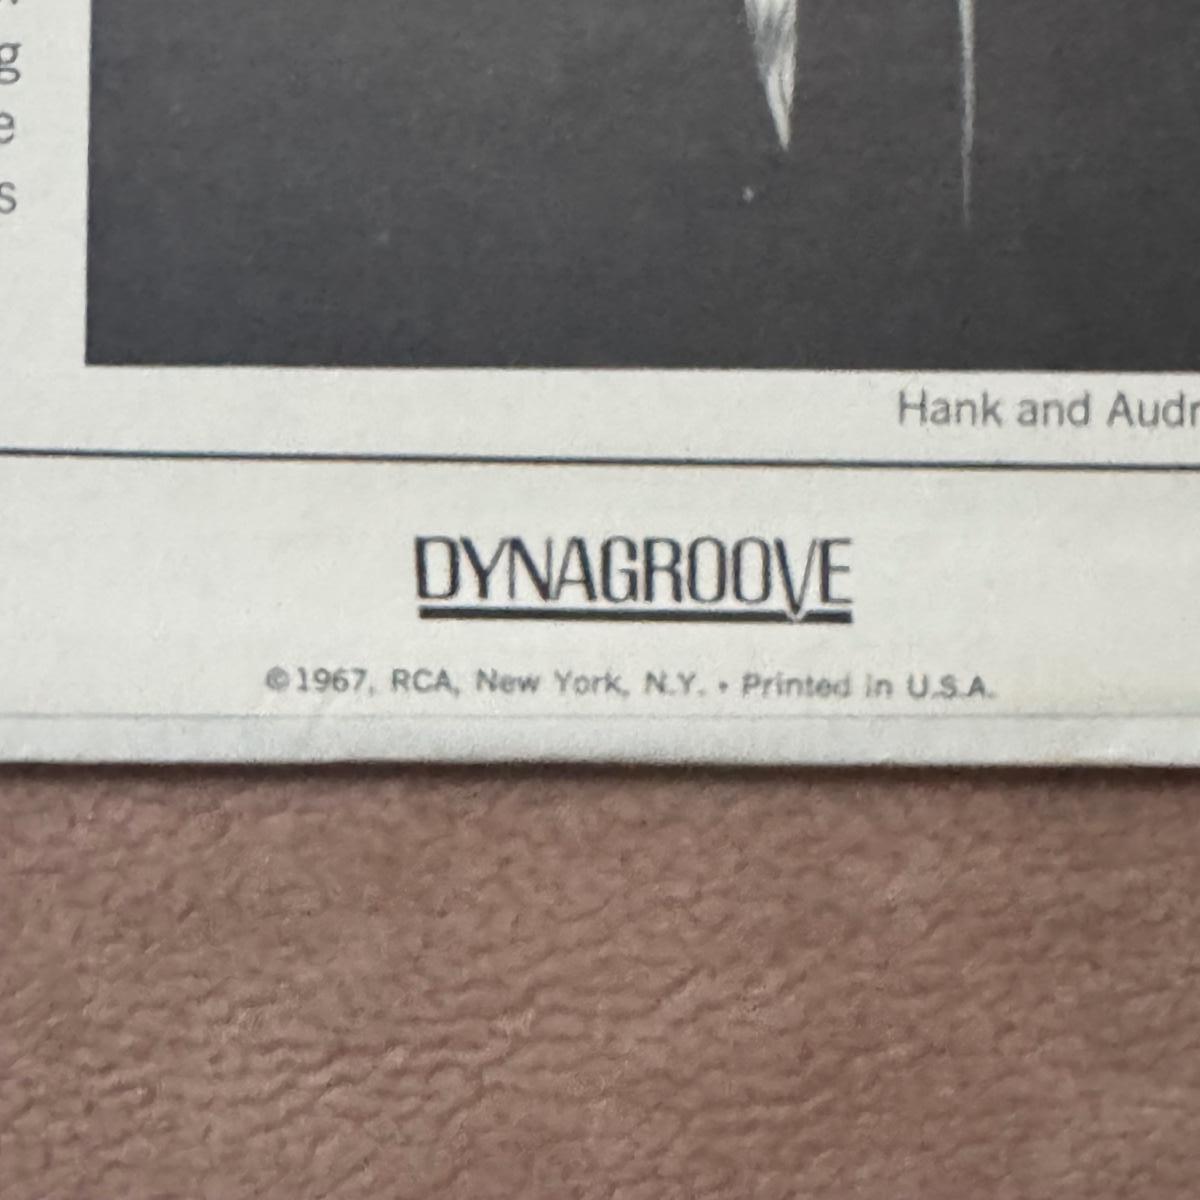 g
e
s
Hank and Audr
DYNAGROOVE
©1967, RCA, New York, N.Y. • Printed in U.S.A.